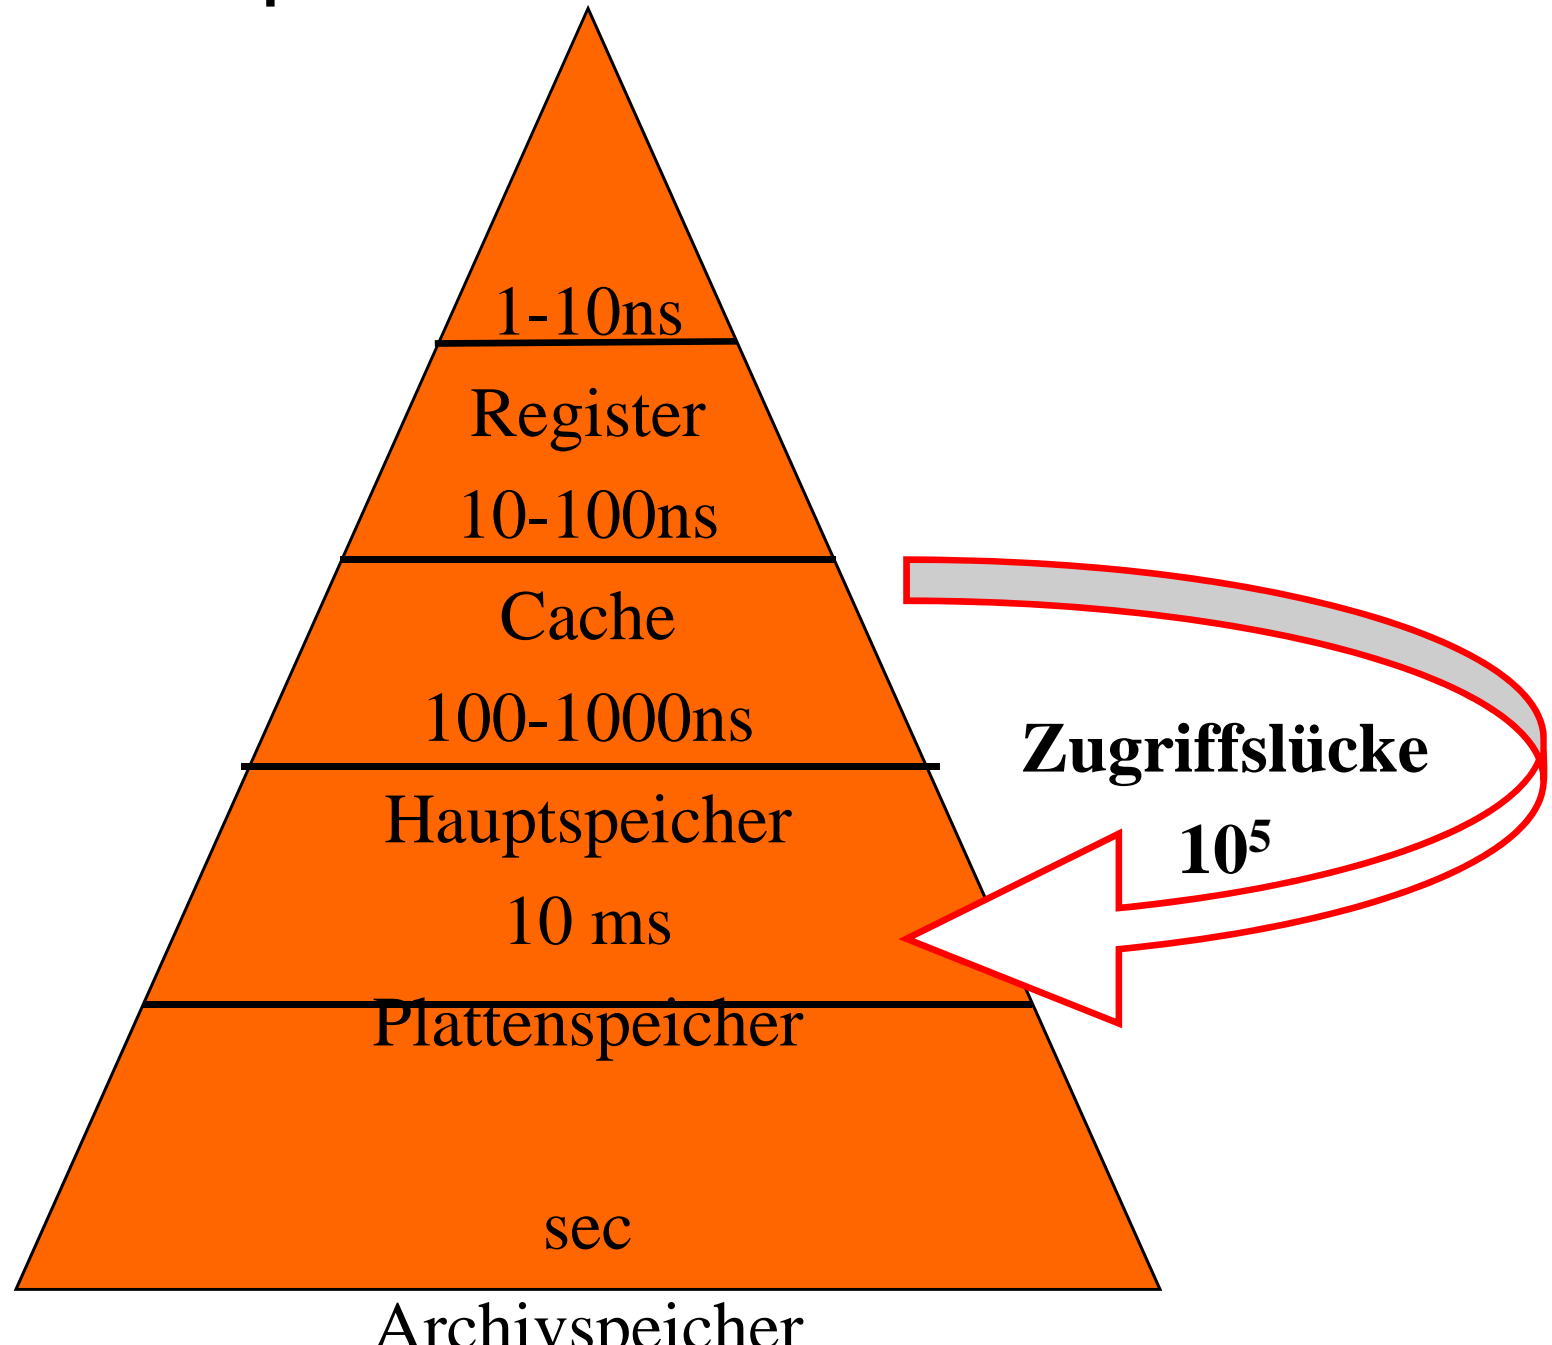 1-10ns
Register
10-100ns
Cache
100-1000ns
Zugriffslücke
Hauptspeicher
10⁵
10 ms
Plattenspeicher
sec
Archivspeicher